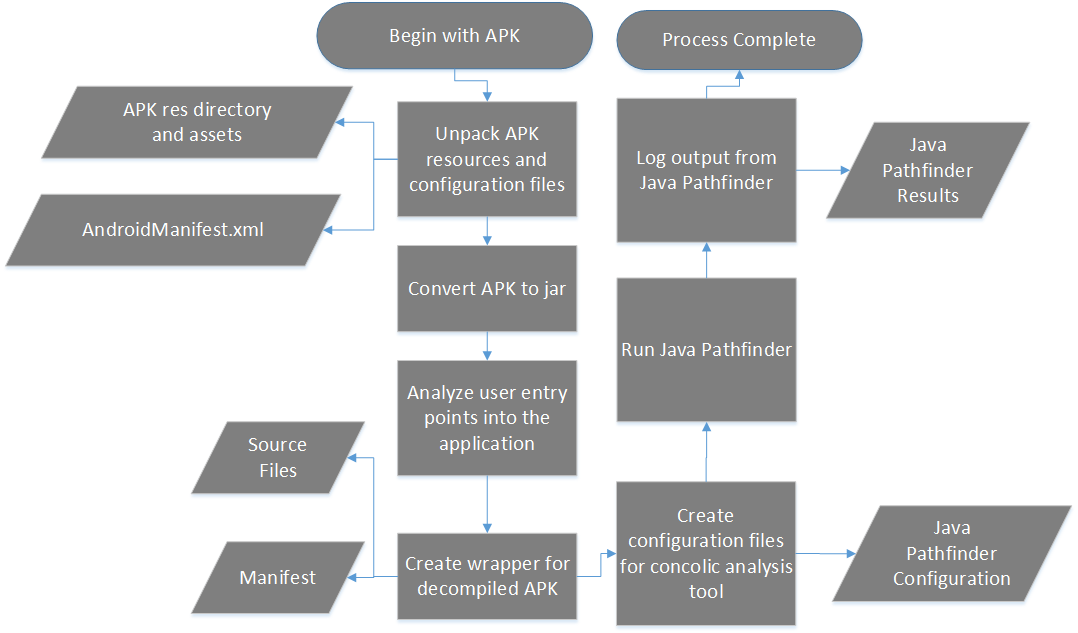 Begin with APK
Process Complete
APK res directory
and assets
Unpack APK
resources and
configuration files
Log output from
Java Pathfinder
Java
Pathfinder
Results
AndroidManifest.xml
Convert APK to jar
Run Java Pathfinder
Analyze user entry
points into the
application
Source
Files
Create
configuration files
for concolic analysis
tool
Java
Pathfinder
Configuration
Manifest
Create wrapper for
decompiled APK